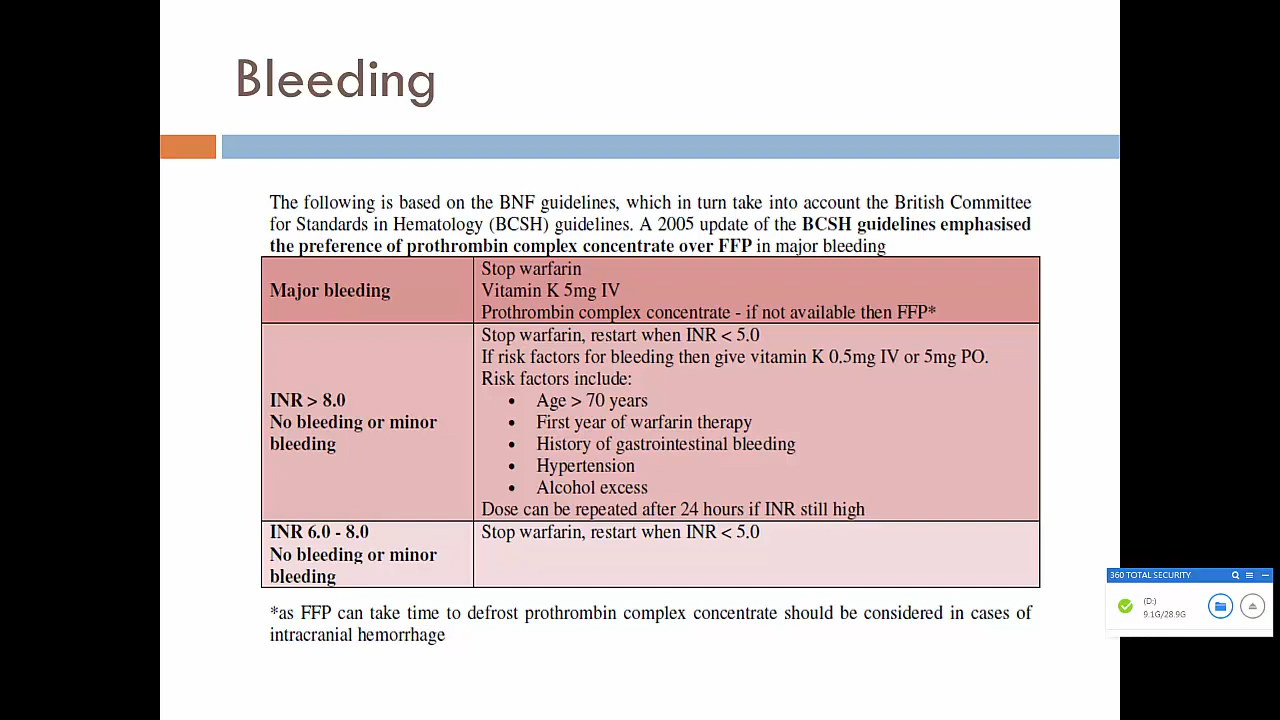 Bleeding
The following is based on the BNF guidelines, which in turn take into account the British Committee
for Standards in Hematology (BCSH) guidelines. A 2005 update of the BCSH guidelines emphasised
the preference of prothrombin complex concentrate over FFP in major bleeding
Major bleeding
Stop warfarin
Vitamin K 5mg IV
Prothrombin complex concentrate - if not available then FFP*
INR > 8.0
No bleeding or minor
bleeding
Stop warfarin, restart when INR < 5.0
If risk factors for bleeding then give vitamin K 0.5mg IV or 5mg PO.
Risk factors include:
• Age > 70 years
• First year of warfarin therapy
• History of gastrointestinal bleeding
• Hypertension
• Alcohol excess
Dose can be repeated after 24 hours if INR still high
INR 6.0 - 8.0
No bleeding or minor
bleeding
Stop warfarin, restart when INR < 5.0
*as FFP can take time to defrost prothrombin complex concentrate should be considered in cases of
intracranial hemorrhage
360 TOTAL SECURITY
(D:)
9.1G/28.9G